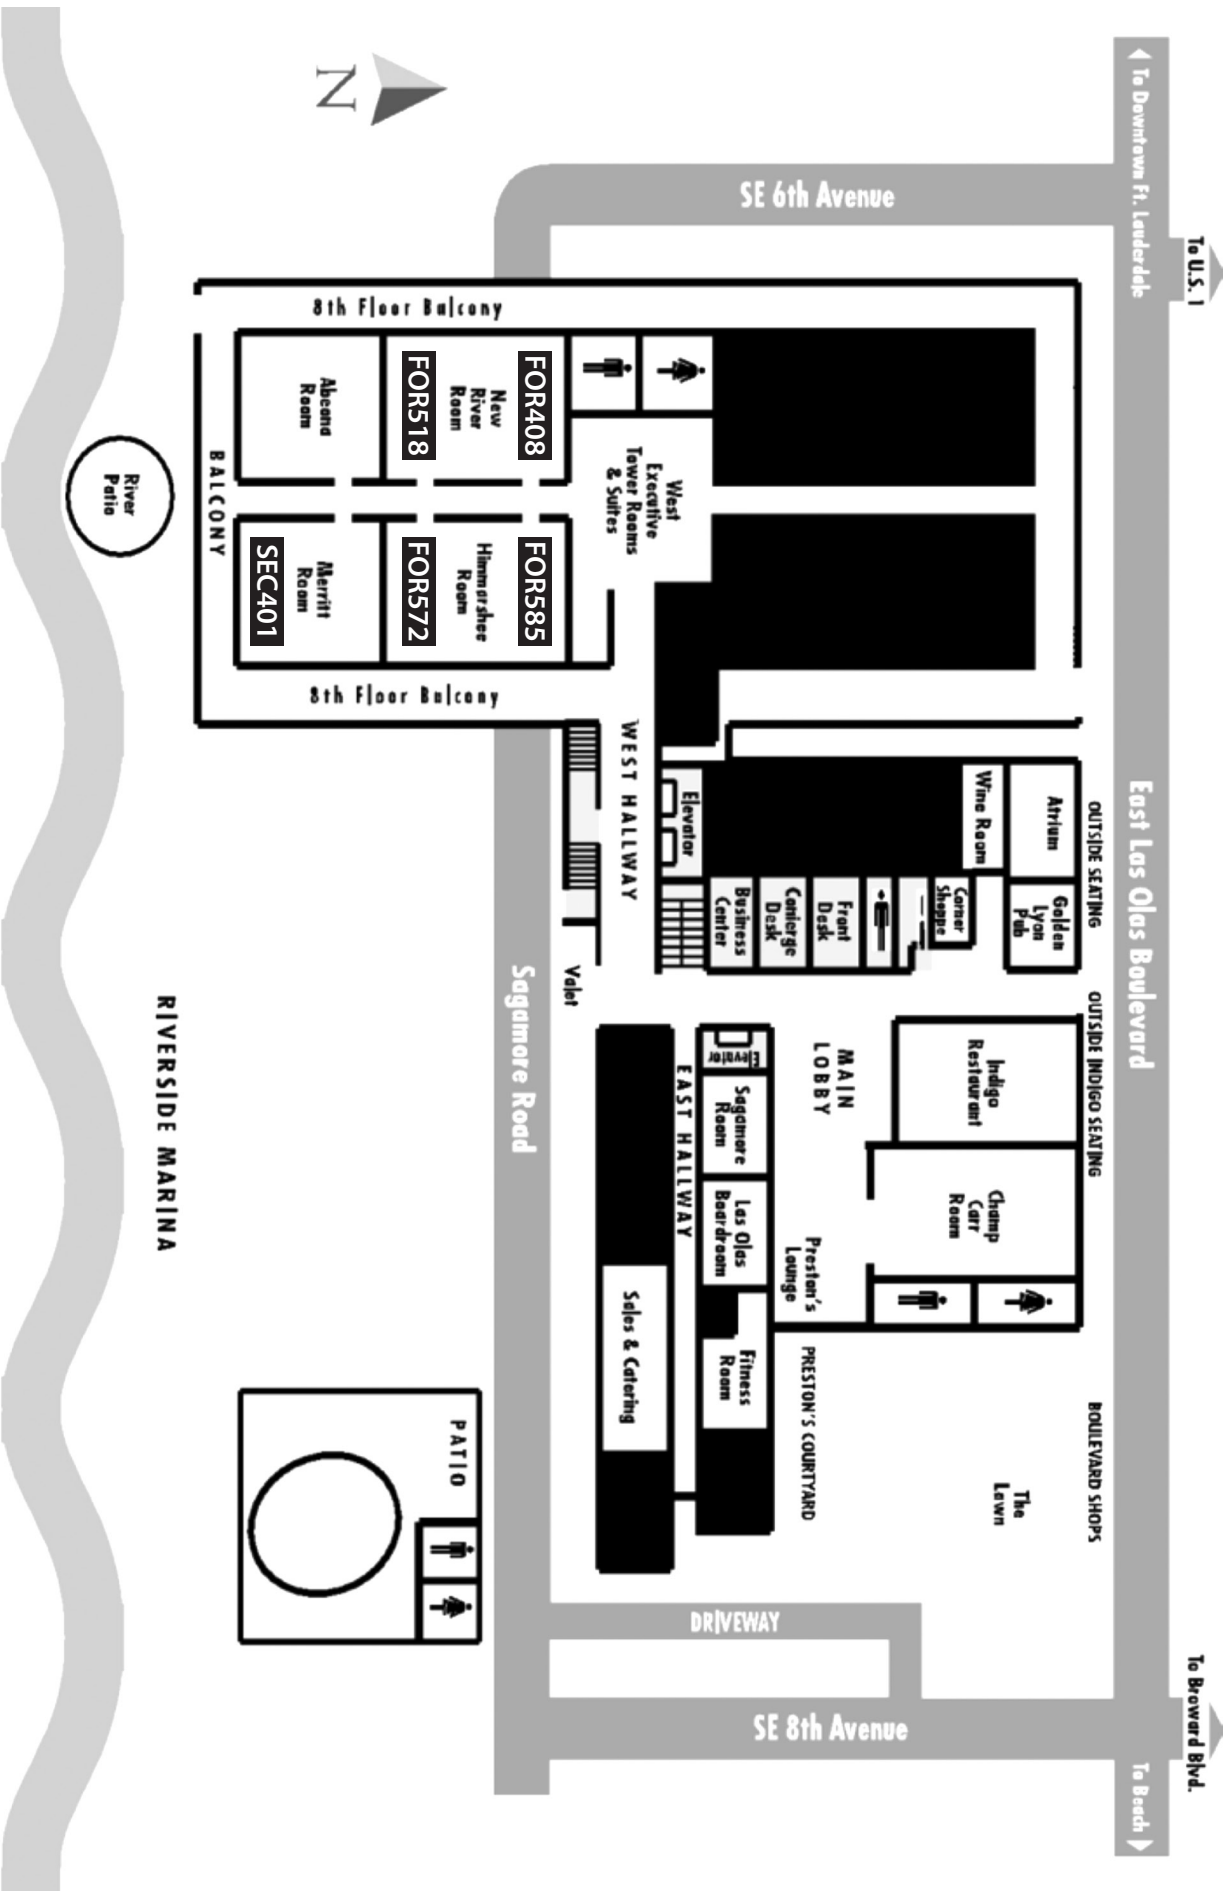 N
To U.S. 1
To Broward Blvd.
To Downtown Ft. Lauderdale
East Las Olas Boulevard
To Beach
OUTSIDE SEATING
OUTSIDE INDIGO SEATING
BOULEVARD SHOPS
SE 6th Avenue
SE 8th Avenue
DRIVEWAY
Atrium
Golden
Lyon
Pub
Wine Room
Corner
Shoppe
Front
Desk
Conierge
Desk
Business
Center
Elevator
Indigo
Restaurant
Champ
Carr
Room
The
Lawn
MAIN
LOBBY
Preston's
Lounge
PRESTON'S COURTYARD
Elevator
Sagamore
Room
Las Olas
Boardroom
Fitness
Room
EAST HALLWAY
Sales & Catering
West
Executive
Tower Rooms
& Suites
WEST HALLWAY
Valet
Sagamore Road
8th Floor Balcony
FOR408
New
River
Room
FOR518
Abeona
Room
FOR585
Himmarshee
Room
FOR572
Merritt
Room
SEC401
8th Floor Balcony
BALCONY
River
Patio
RIVERSIDE MARINA
PATIO